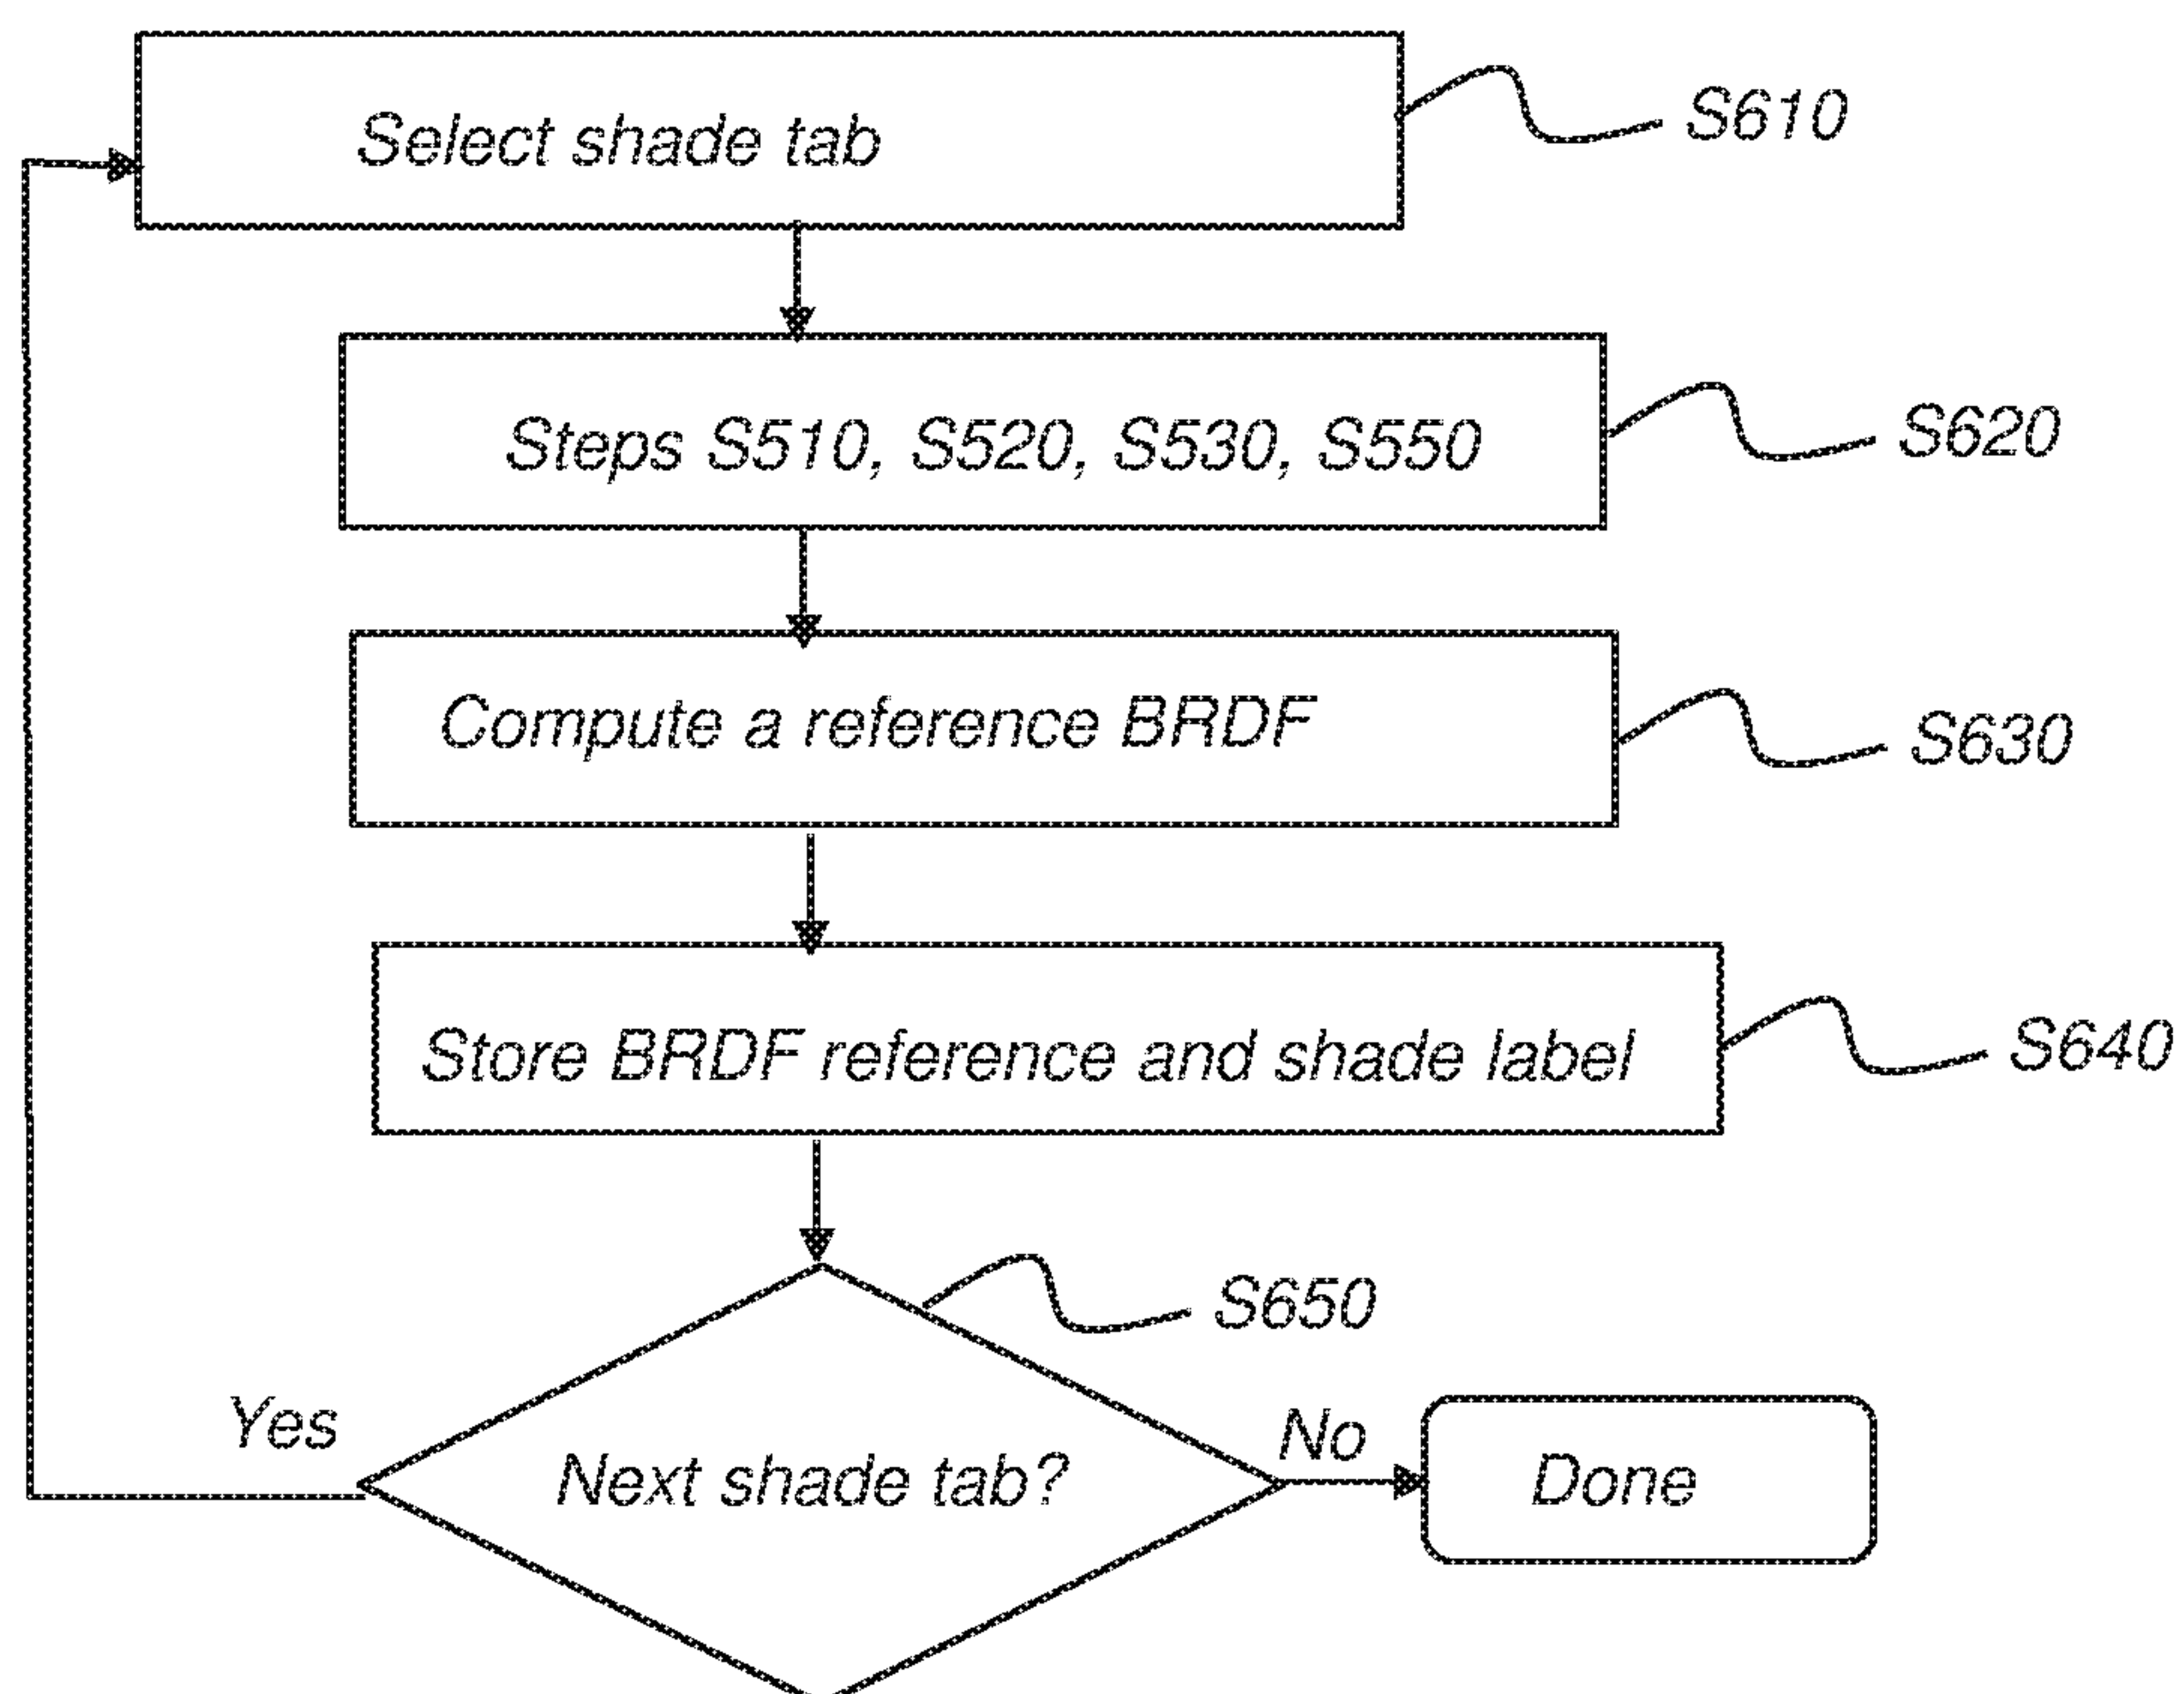 Select shade tab
S610
Steps S510, S520, S530, S550
S620
Compute a reference BRDF
S630
Store BRDF reference and shade label
S640
S650
Yes
Next shade tab?
No
Done